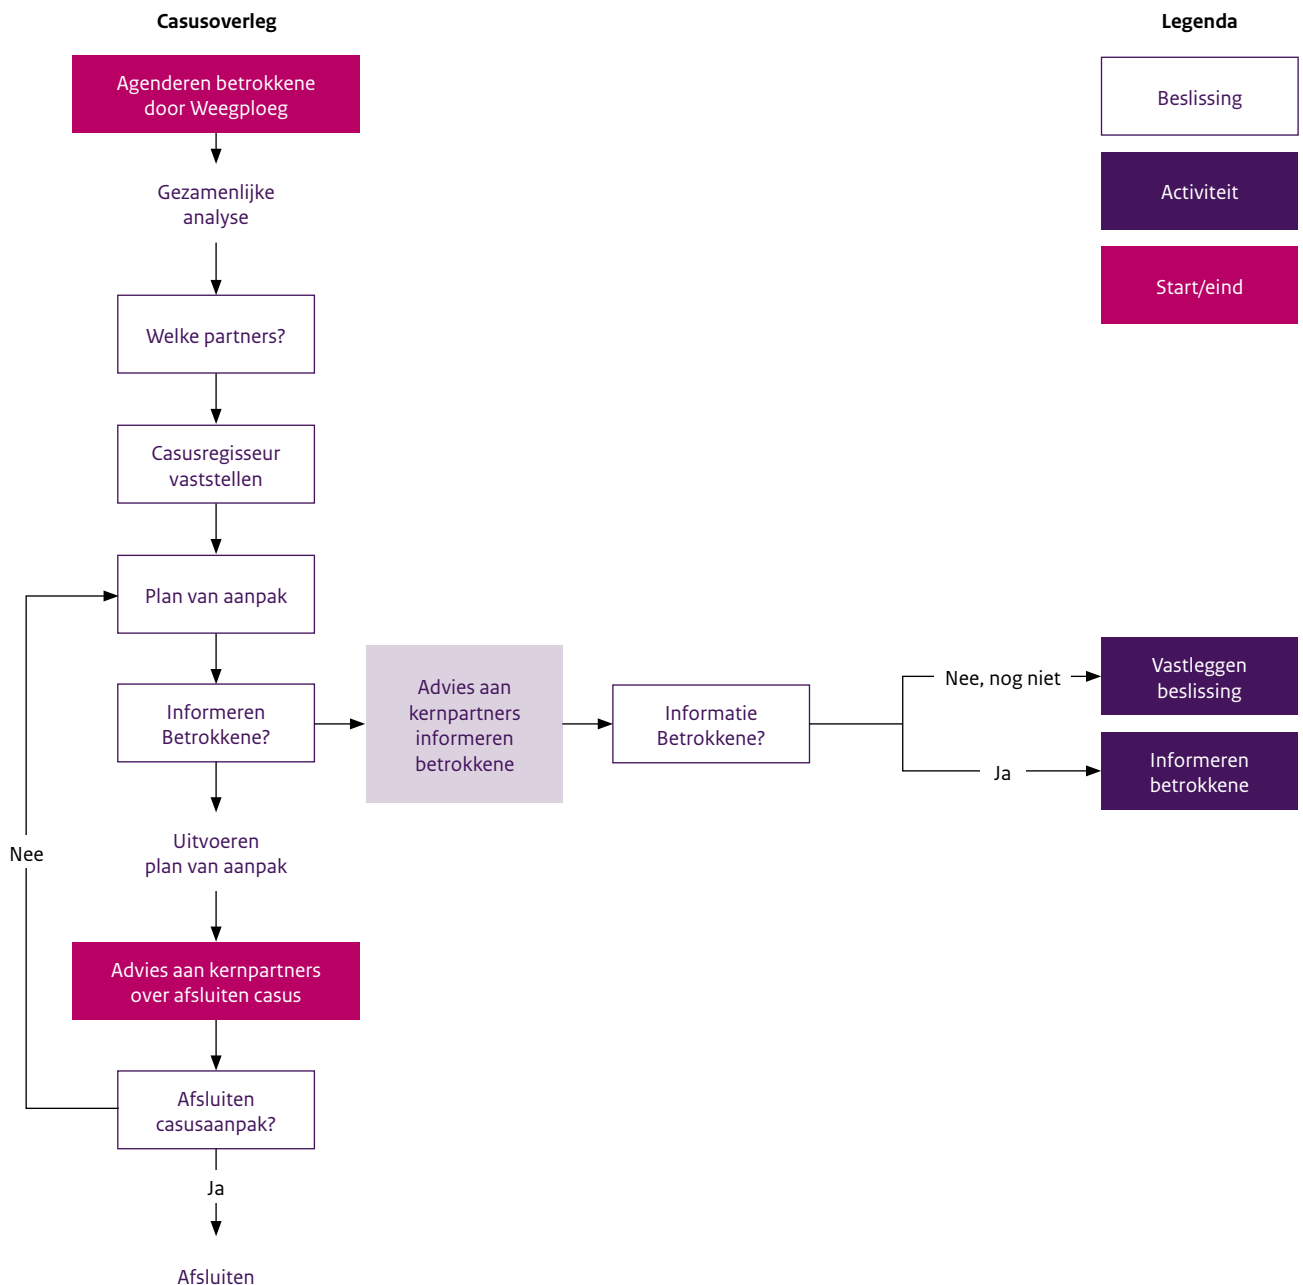 Casusoverleg
Legenda
Agenderen betrokkene
door Weegploeg
Beslissing
Gezamenlijke
analyse
Activiteit
Start/eind
Welke partners?
Casusregisseur
vaststellen
Plan van aanpak
Informeren
Betrokkene?
Advies aan
kernpartners
informeren
betrokkene
Informatie
Betrokkene?
Nee, nog niet
Vastleggen
beslissing
Ja
Informeren
betrokkene
Uitvoeren
plan van aanpak
Nee
Advies aan kernpartners
over afsluiten casus
Afsluiten
casusaanpak?
Ja
Afsluiten